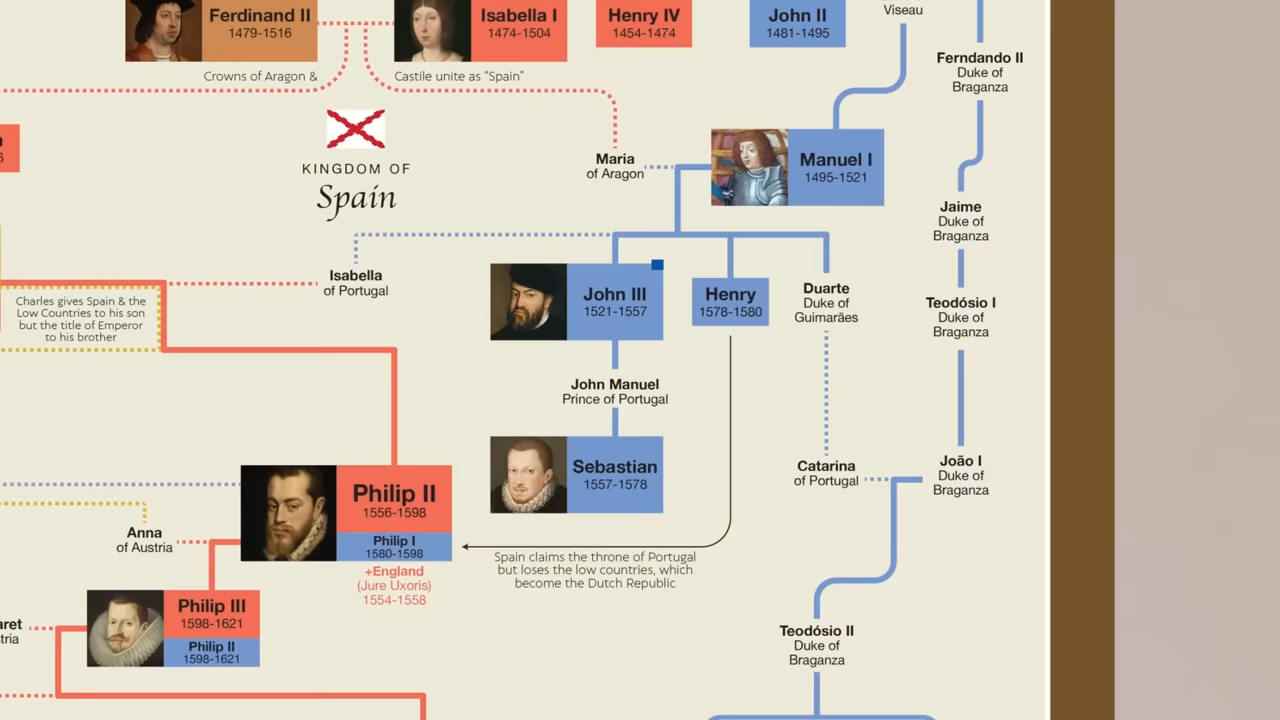 Ferdinand II
1479-1516
Isabella I
1474-1504
Henry IV
1454-1474
John II
1481-1495
Viseau
Ferndando II
Duke of
Braganza
Crowns of Aragon &
Castile unite as "Spain"
KINGDOM OF
Spain
Maria
of Aragon
Manuel I
1495-1521
Jaime
Duke of
Braganza
Isabella
of Portugal
John III
1521-1557
Henry
1578-1580
Duarte
Duke of
Guimarães
Teodósio I
Duke of
Braganza
Charles gives Spain & the
Low Countries to his son
but the title of Emperor
to his brother
John Manuel
Prince of Portugal
Sebastian
1557-1578
Catarina
of Portugal
João I
Duke of
Braganza
Philip II
1556-1598
Philip I
1580-1598
+England
(Jure Uxoris)
1554-1558
Anna
of Austria
Spain claims the throne of Portugal
but loses the low countries, which
become the Dutch Republic
Philip III
1598-1621
Philip II
1598-1621
aret
tria
Teodósio II
Duke of
Braganza